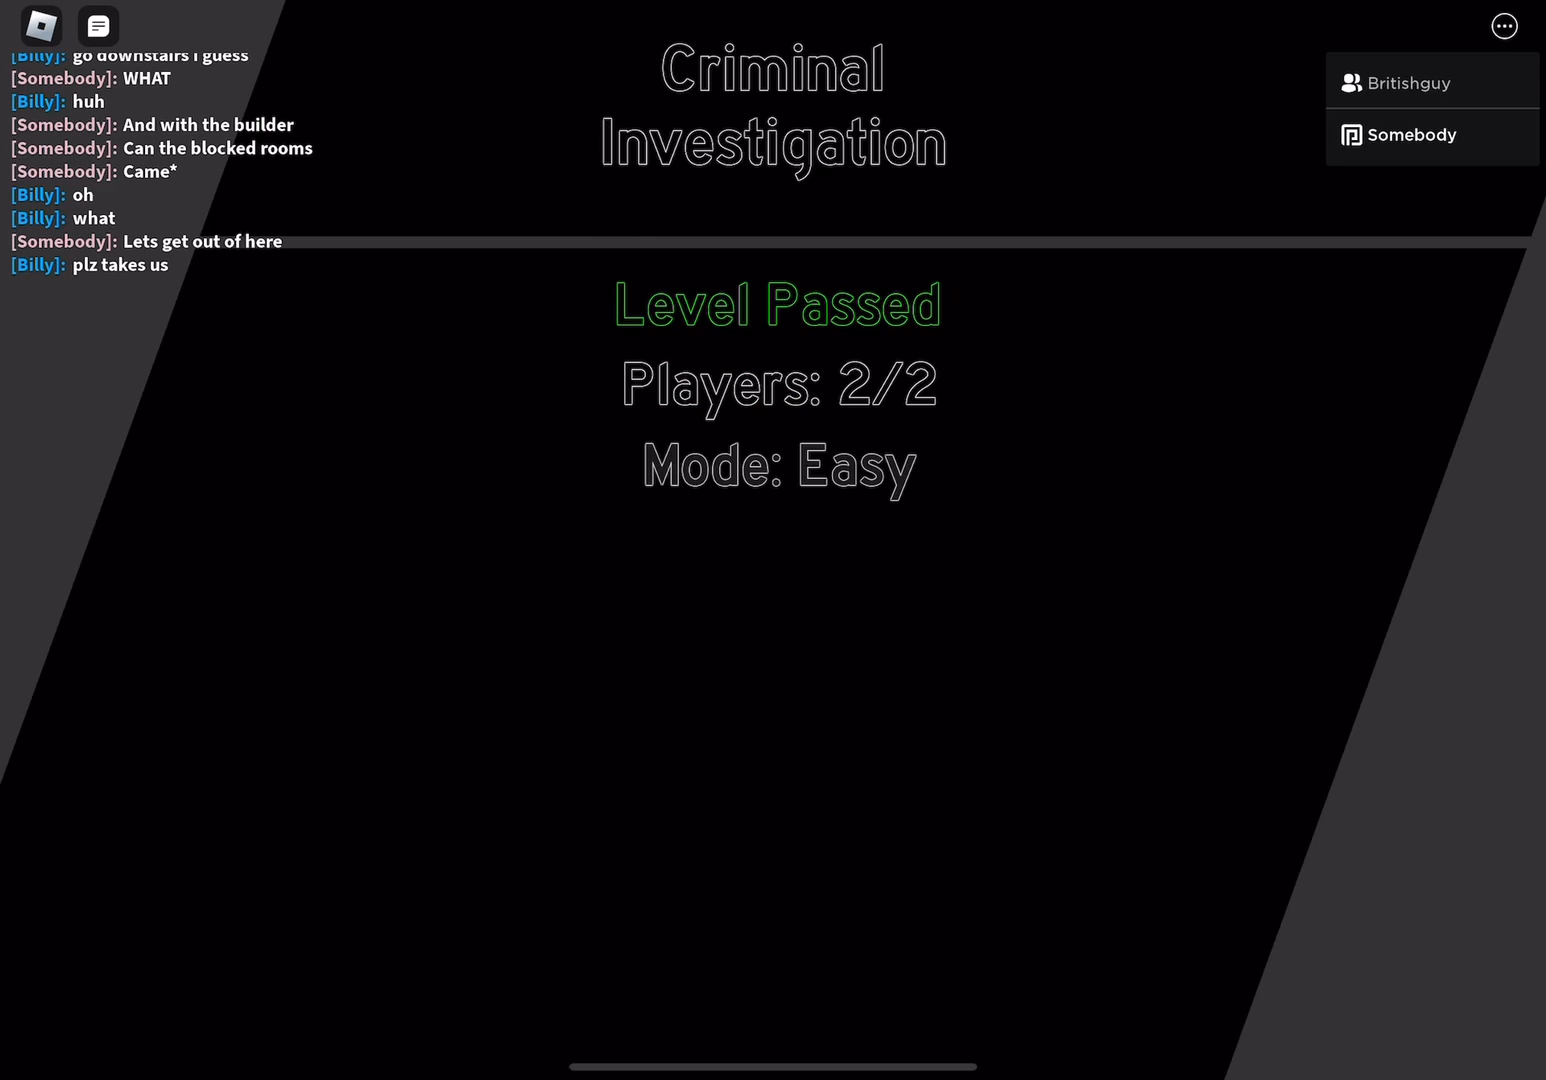 [Billy]: go downstairs i guess
[Somebody]: WHAT
[Billy]: huh
[Somebody]: And with the builder
[Somebody]: Can the blocked rooms
[Somebody]: Came*
[Billy]: oh
[Billy]: what
[Somebody]: Lets get out of here
[Billy]: plz takes us
Criminal
Investigation
Level Passed
Players: 2/2
Mode: Easy
Britishguy
Somebody